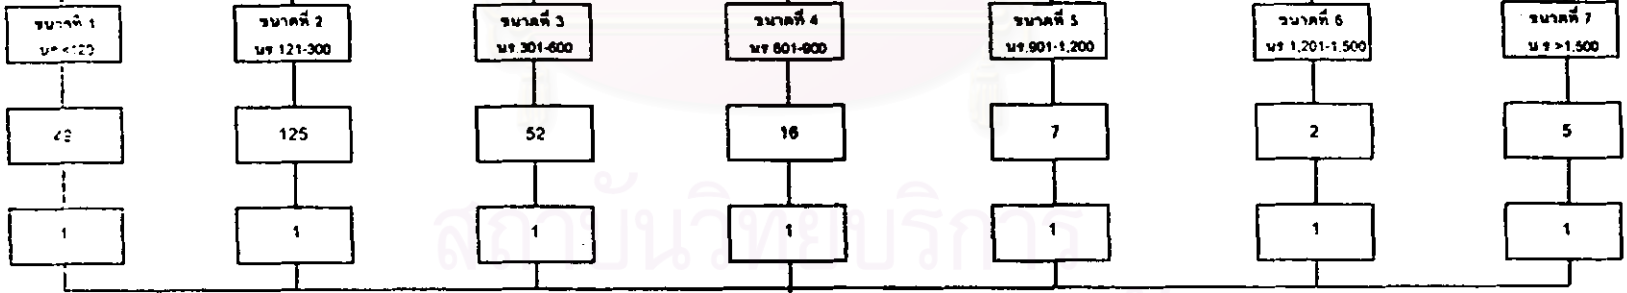 ขนาดที่ 1
นร <120
ขนาดที่ 2
นร 121-300
ขนาดที่ 3
นร.301-600
ขนาดที่ 4
นร 601-900
ขนาดที่ 5
นร.901-1,200
ขนาดที่ 6
นร 1,201-1,500
ขนาดที่ 7
น ร >1,500
125
52
16
7
2
5
1
1
1
1
1
1
1
สถาบันวิทยบริการ